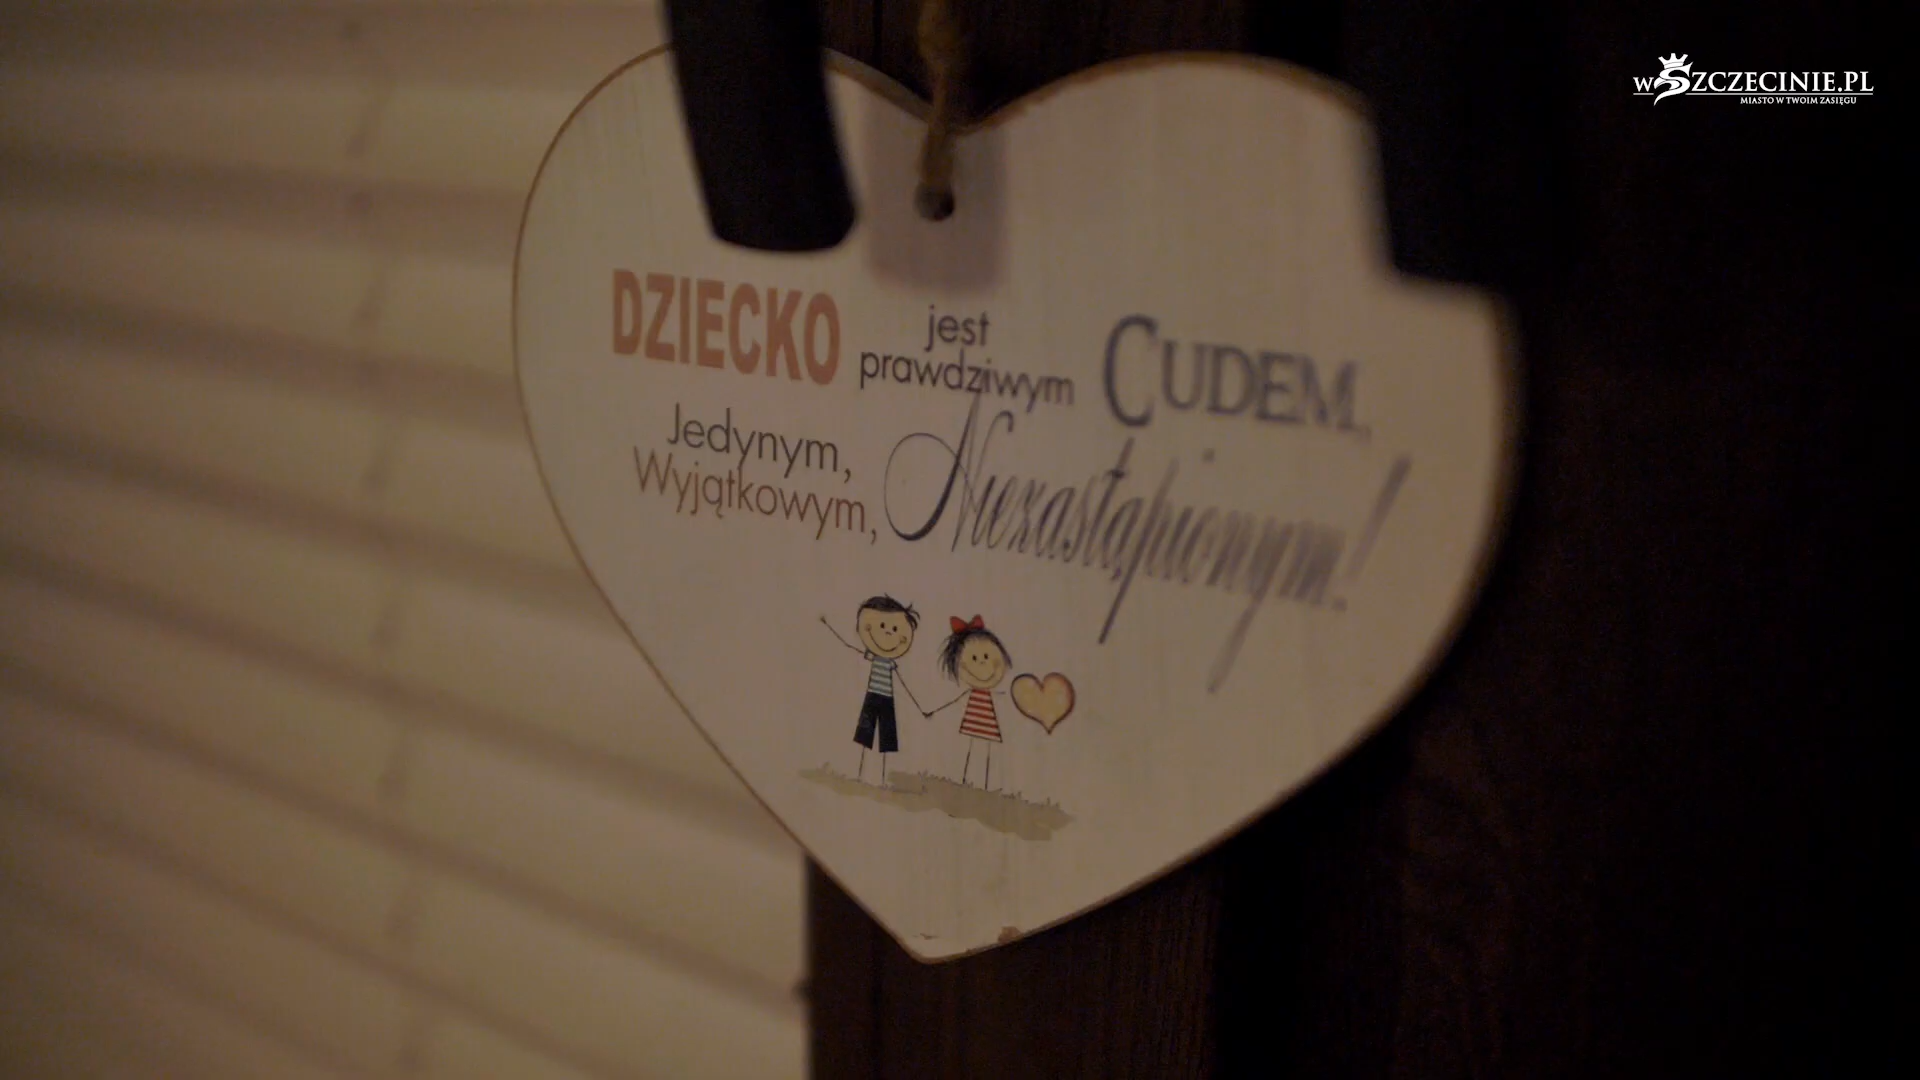 DZIECKO jest prawdziwym CUDEM,
Jedynym, Wyjątkowym, Niezastąpionym!
wSZCZECINIE.PL
MIASTO W TWOIM ZASIĘGU